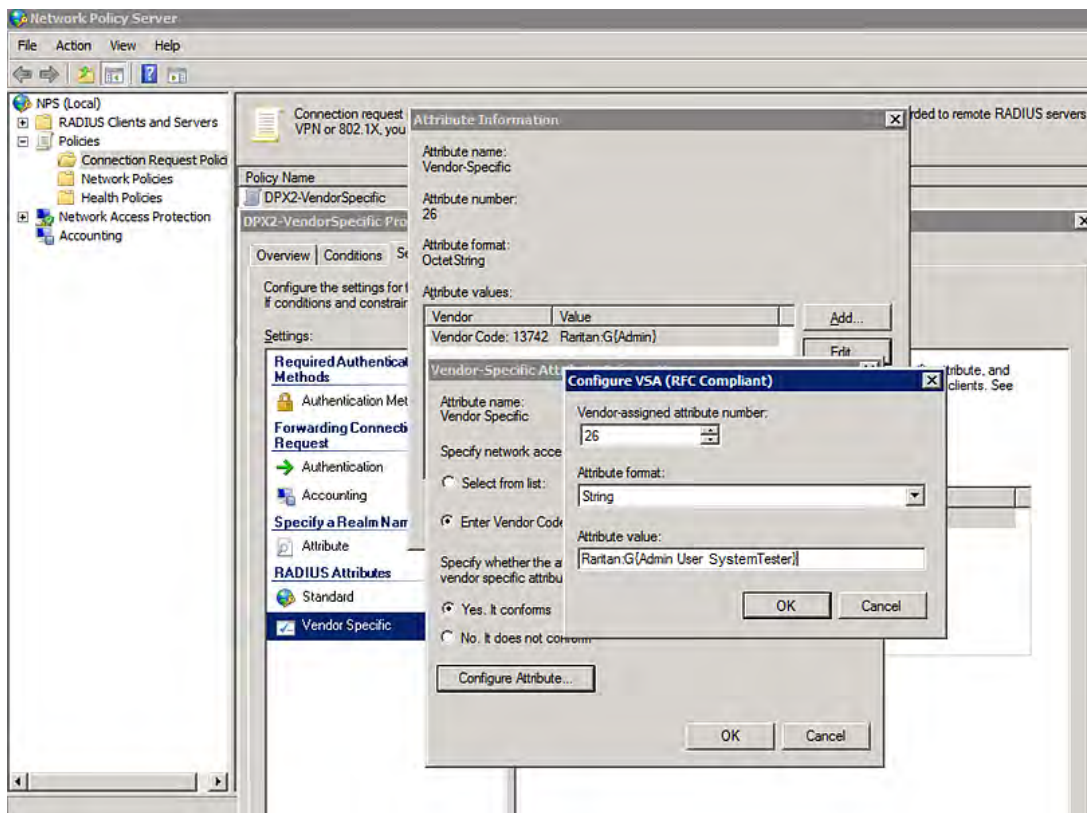 Network Policy Server
File Action View Help
NPS (Local)
RADIUS Clients and Servers
Policies
Connection Request Polici
Network Policies
Health Policies
Network Access Protection
Accounting
Connection request
VPN or 802.1X, you
rded to remote RADIUS servers
Policy Name
DPX2-VendorSpecific
DPX2-VendorSpecific Pro
Overview Conditions Se
Configure the settings for t
If conditions and constrain
Settings:
Required Authenticat
Methods
Authentication Met
Forwarding Connecti
Request
Authentication
Accounting
Specify a Realm Nam
Attribute
RADIUS Attributes
Standard
Vendor Specific
Attribute Information
Attribute name:
Vendor-Specific
Attribute number:
26
Attribute format:
OctetString
Attribute values:
Vendor Value
Vendor Code: 13742 Raritan:G{Admin}
Add...
Edit
tribute, and
clients. See
Vendor-Specific Att
Attribute name:
Vendor Specific
Specify network acce
Select from list:
Enter Vendor Code
Specify whether the a
vendor specific attribu
Yes. It conforms
No. It does not conform
Configure Attribute...
OK Cancel
Configure VSA (RFC Compliant)
Vendor-assigned attribute number:
26
Attribute format:
String
Attribute value:
Raritan:G{Admin User SystemTester}
OK Cancel